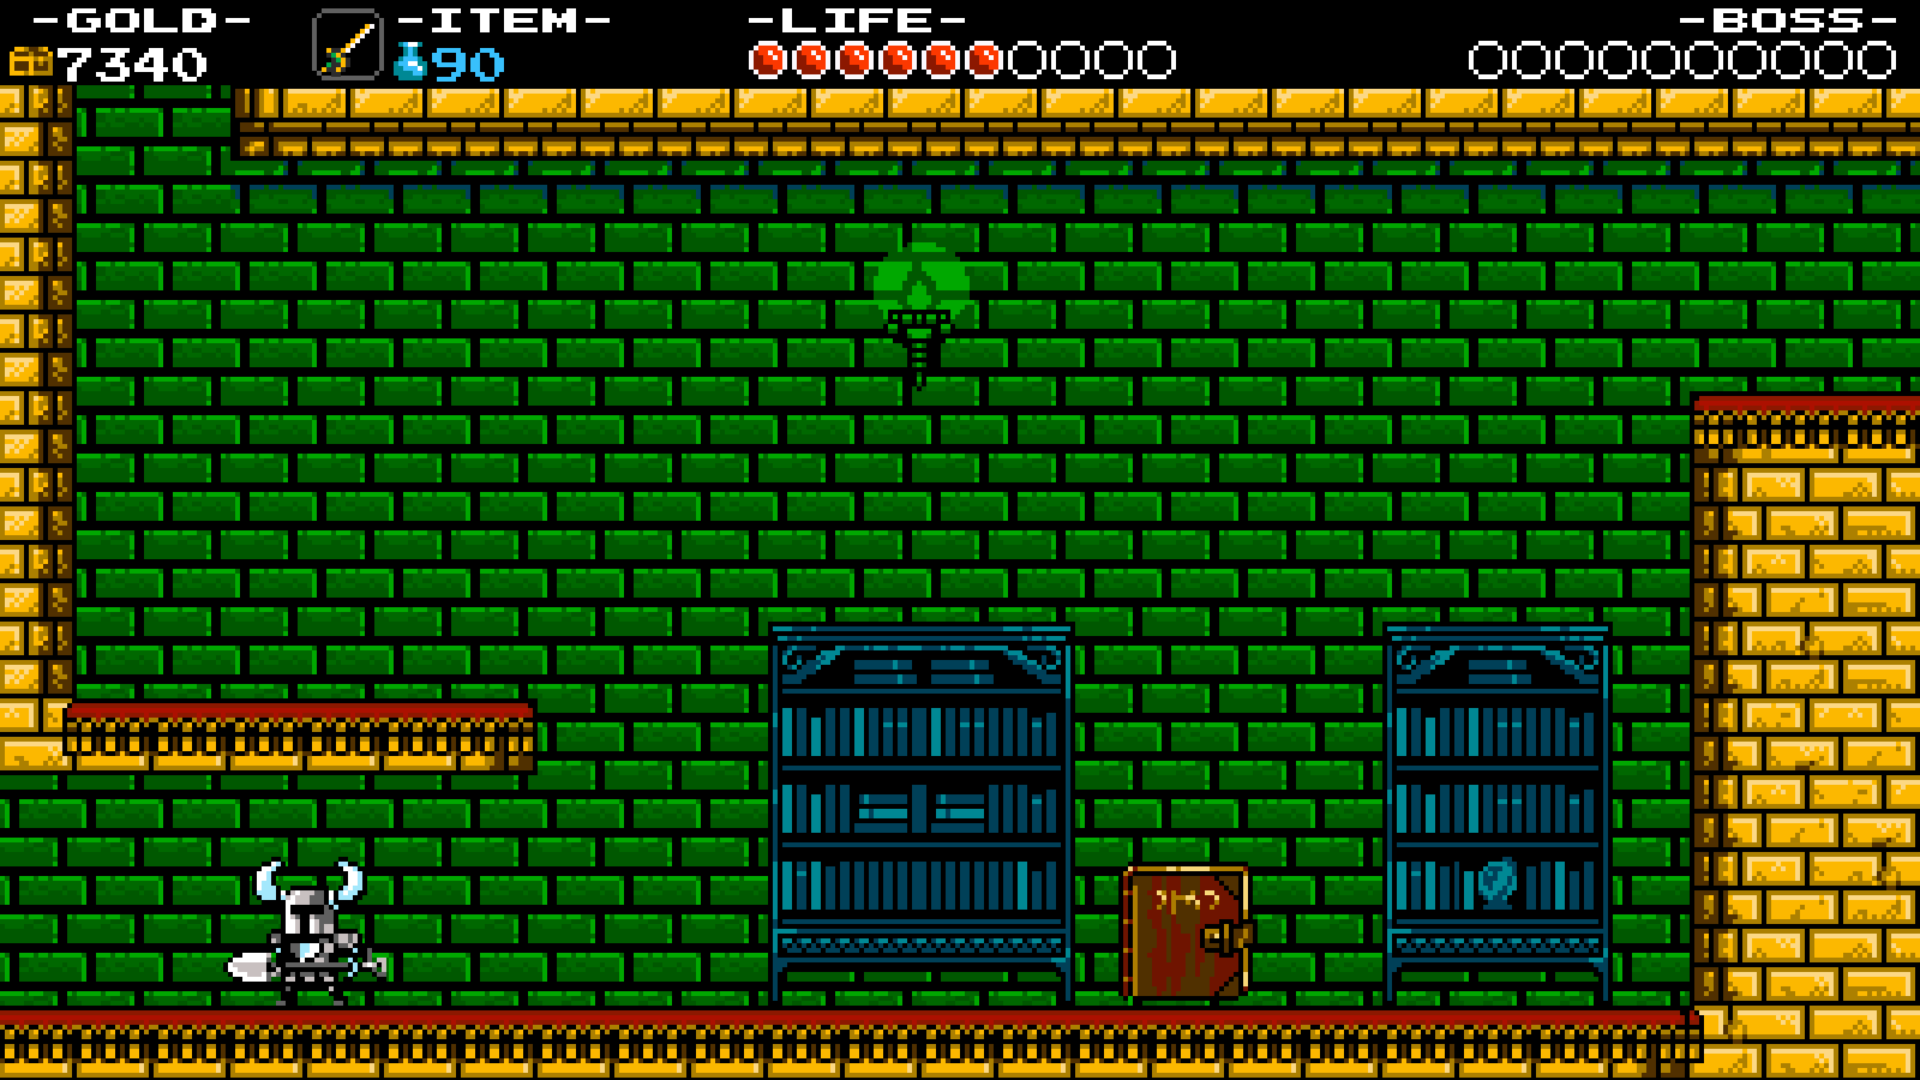 -GOLD-
7340
-ITEM-
90
-LIFE-
-BOSS-